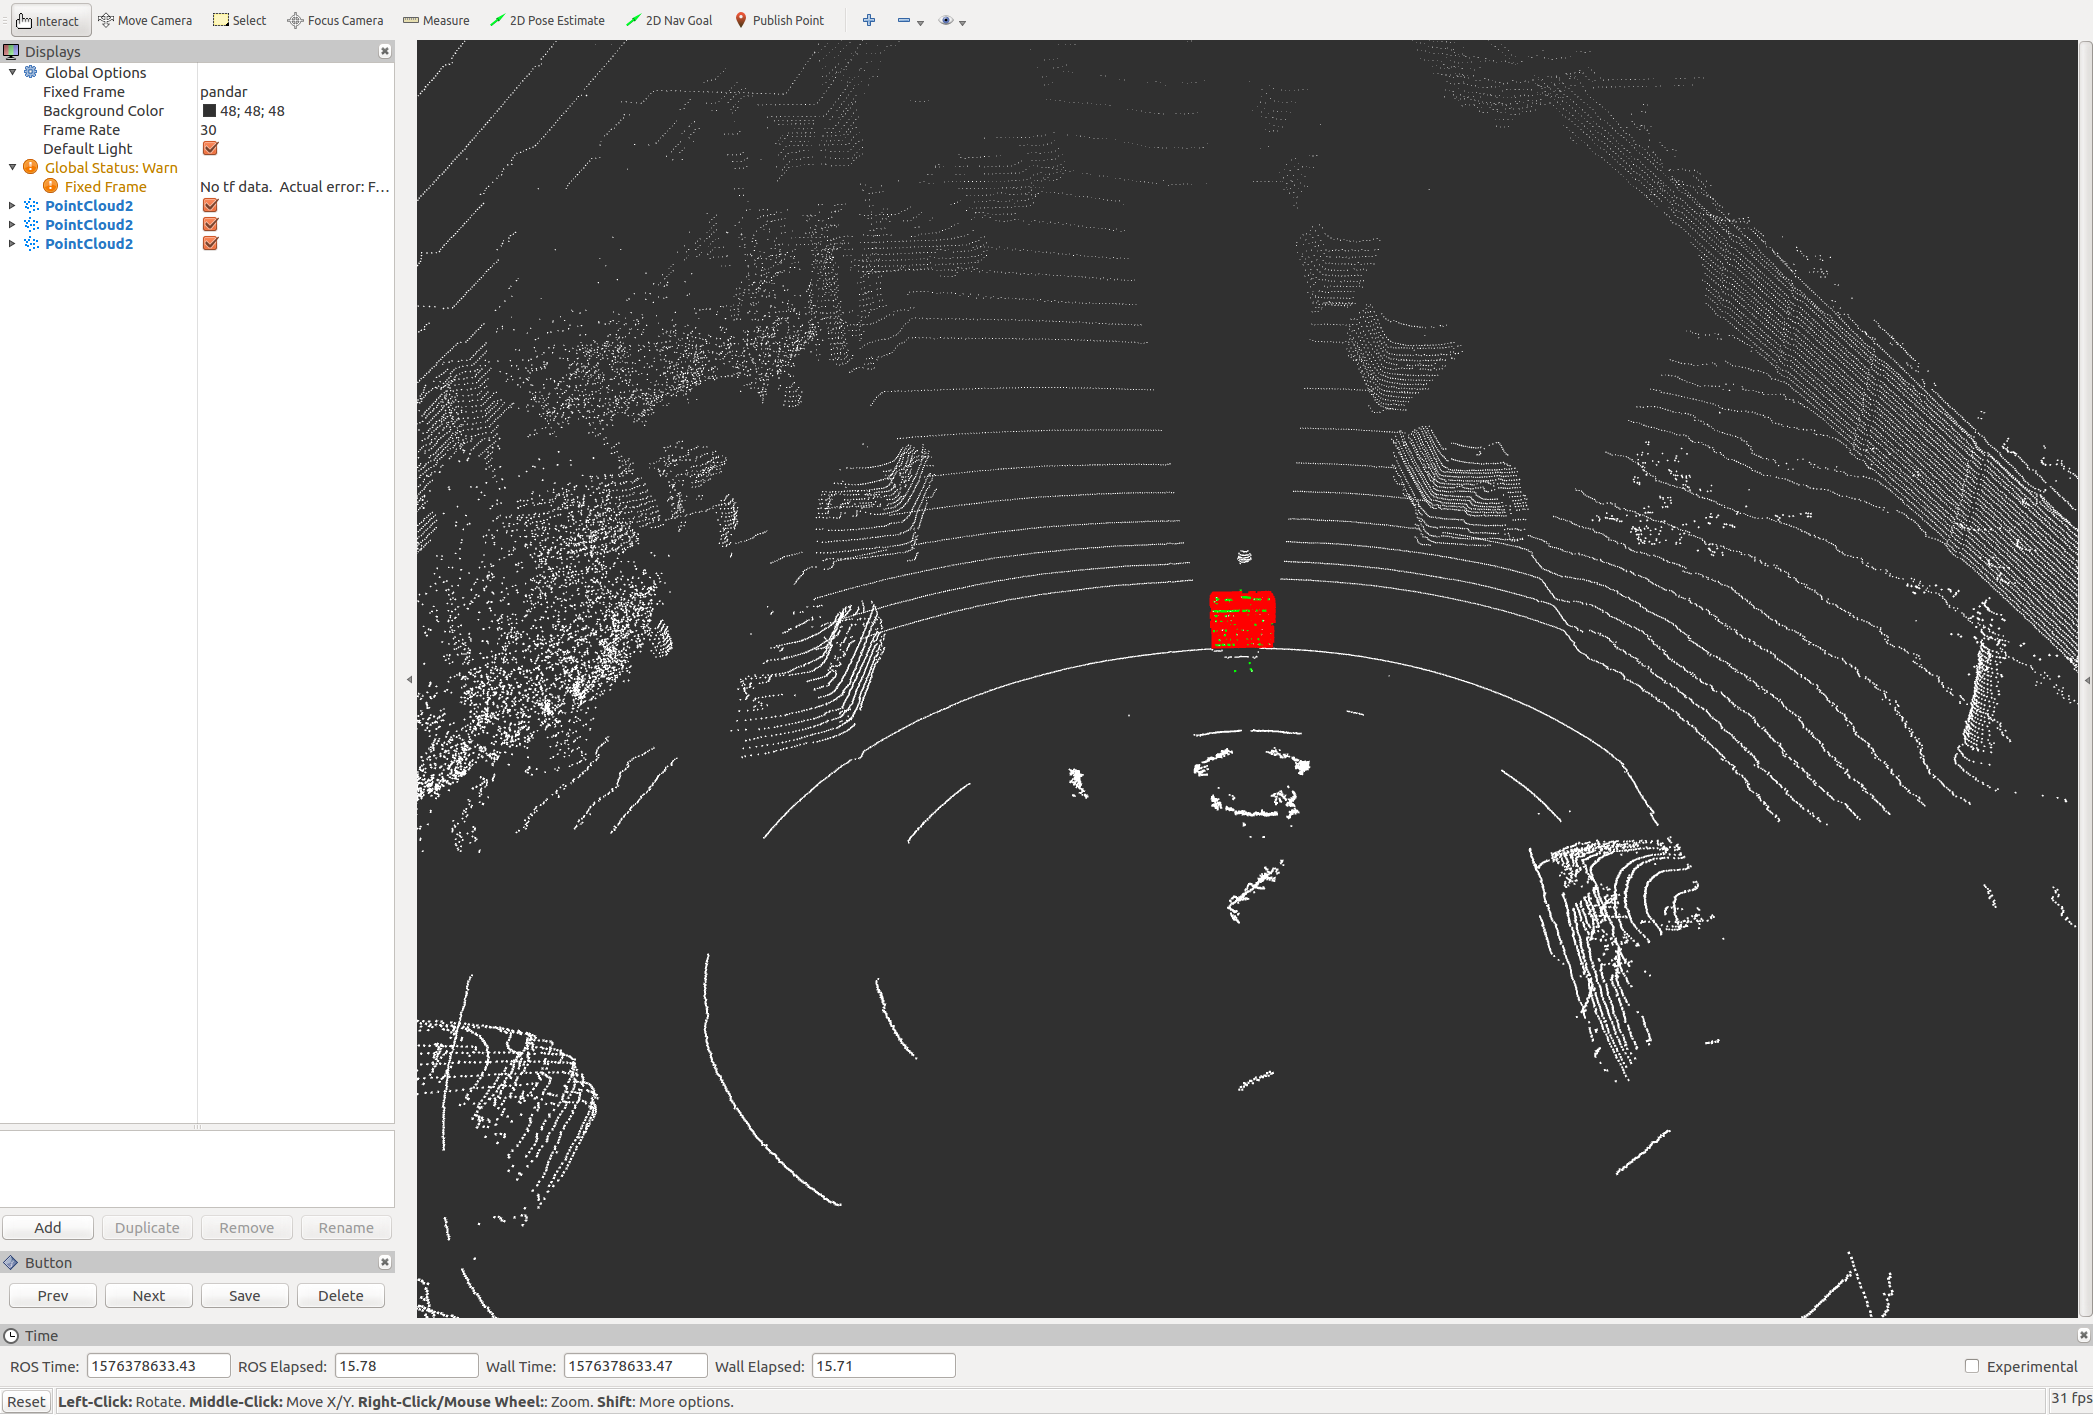 Interact Move Camera Select Focus Camera Measure 2D Pose Estimate 2D Nav Goal Publish Point
Displays
Global Options
Fixed Frame pandar
Background Color 48; 48; 48
Frame Rate 30
Default Light
Global Status: Warn
Fixed Frame No tf data. Actual error: F...
PointCloud2
PointCloud2
PointCloud2
Add Duplicate Remove Rename
Button
Prev Next Save Delete
Time
ROS Time: 1576378633.43 ROS Elapsed: 15.78 Wall Time: 1576378633.47 Wall Elapsed: 15.71 Experimental
Reset Left-Click: Rotate. Middle-Click: Move X/Y. Right-Click/Mouse Wheel:: Zoom. Shift: More options. 31 fps